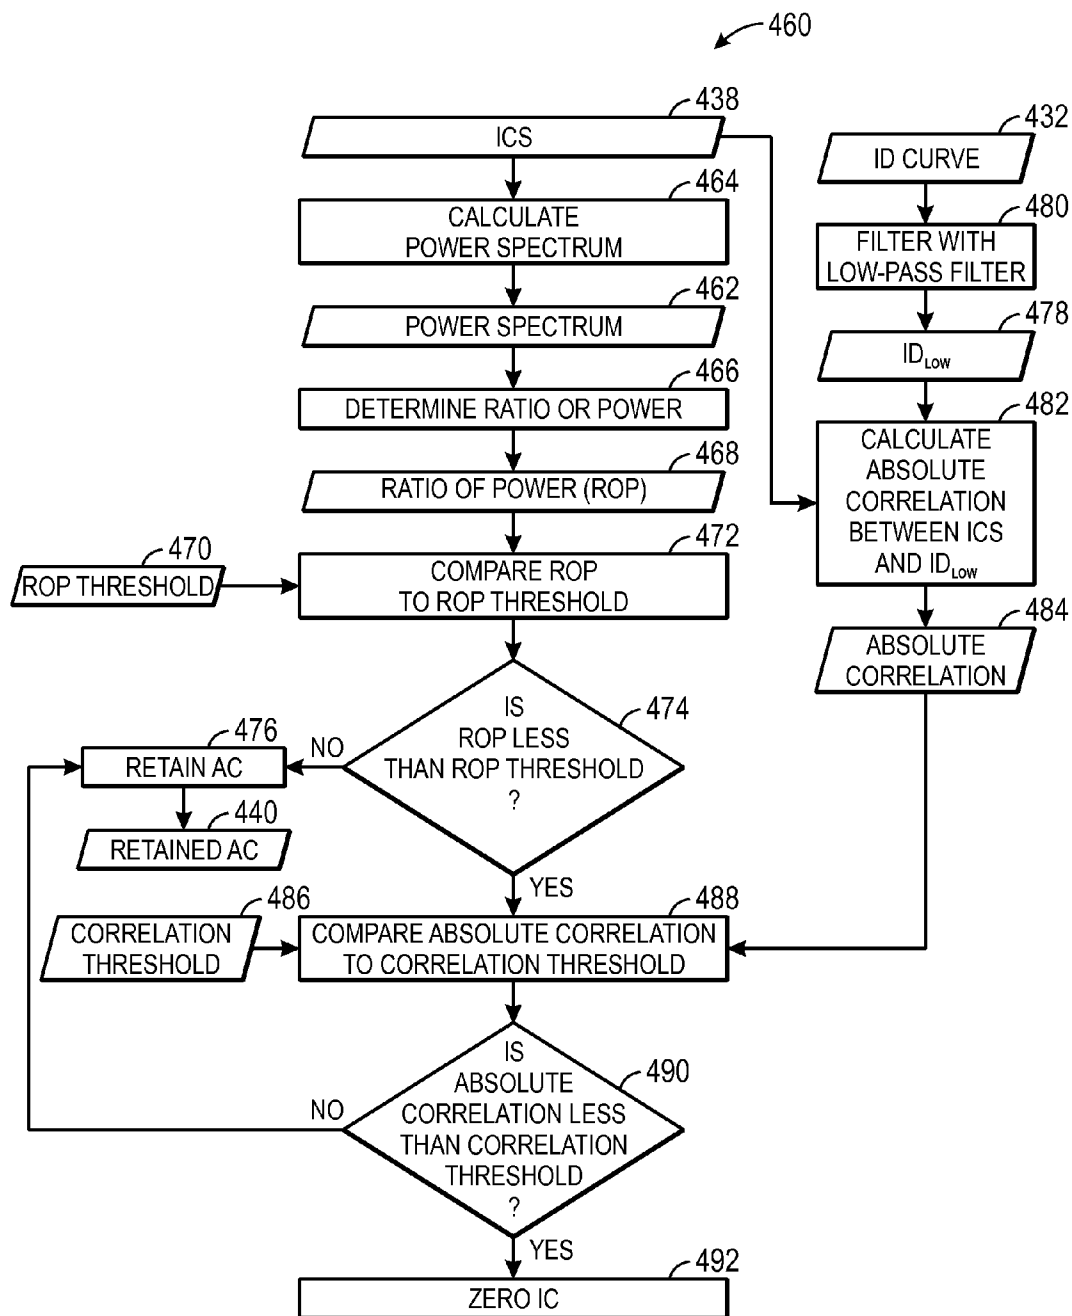 460
438
ICS
432
ID CURVE
464
CALCULATE
POWER SPECTRUM
480
FILTER WITH
LOW-PASS FILTER
462
POWER SPECTRUM
478
ID LOW
466
DETERMINE RATIO OR POWER
482
CALCULATE
ABSOLUTE
CORRELATION
BETWEEN ICS
AND ID LOW
468
RATIO OF POWER (ROP)
470
ROP THRESHOLD
472
COMPARE ROP
TO ROP THRESHOLD
484
ABSOLUTE
CORRELATION
474
IS
ROP LESS
THAN ROP THRESHOLD
?
NO
476
RETAIN AC
440
RETAINED AC
YES
486
CORRELATION
THRESHOLD
488
COMPARE ABSOLUTE CORRELATION
TO CORRELATION THRESHOLD
490
IS
ABSOLUTE
CORRELATION LESS
THAN CORRELATION
THRESHOLD
?
NO
YES
492
ZERO IC